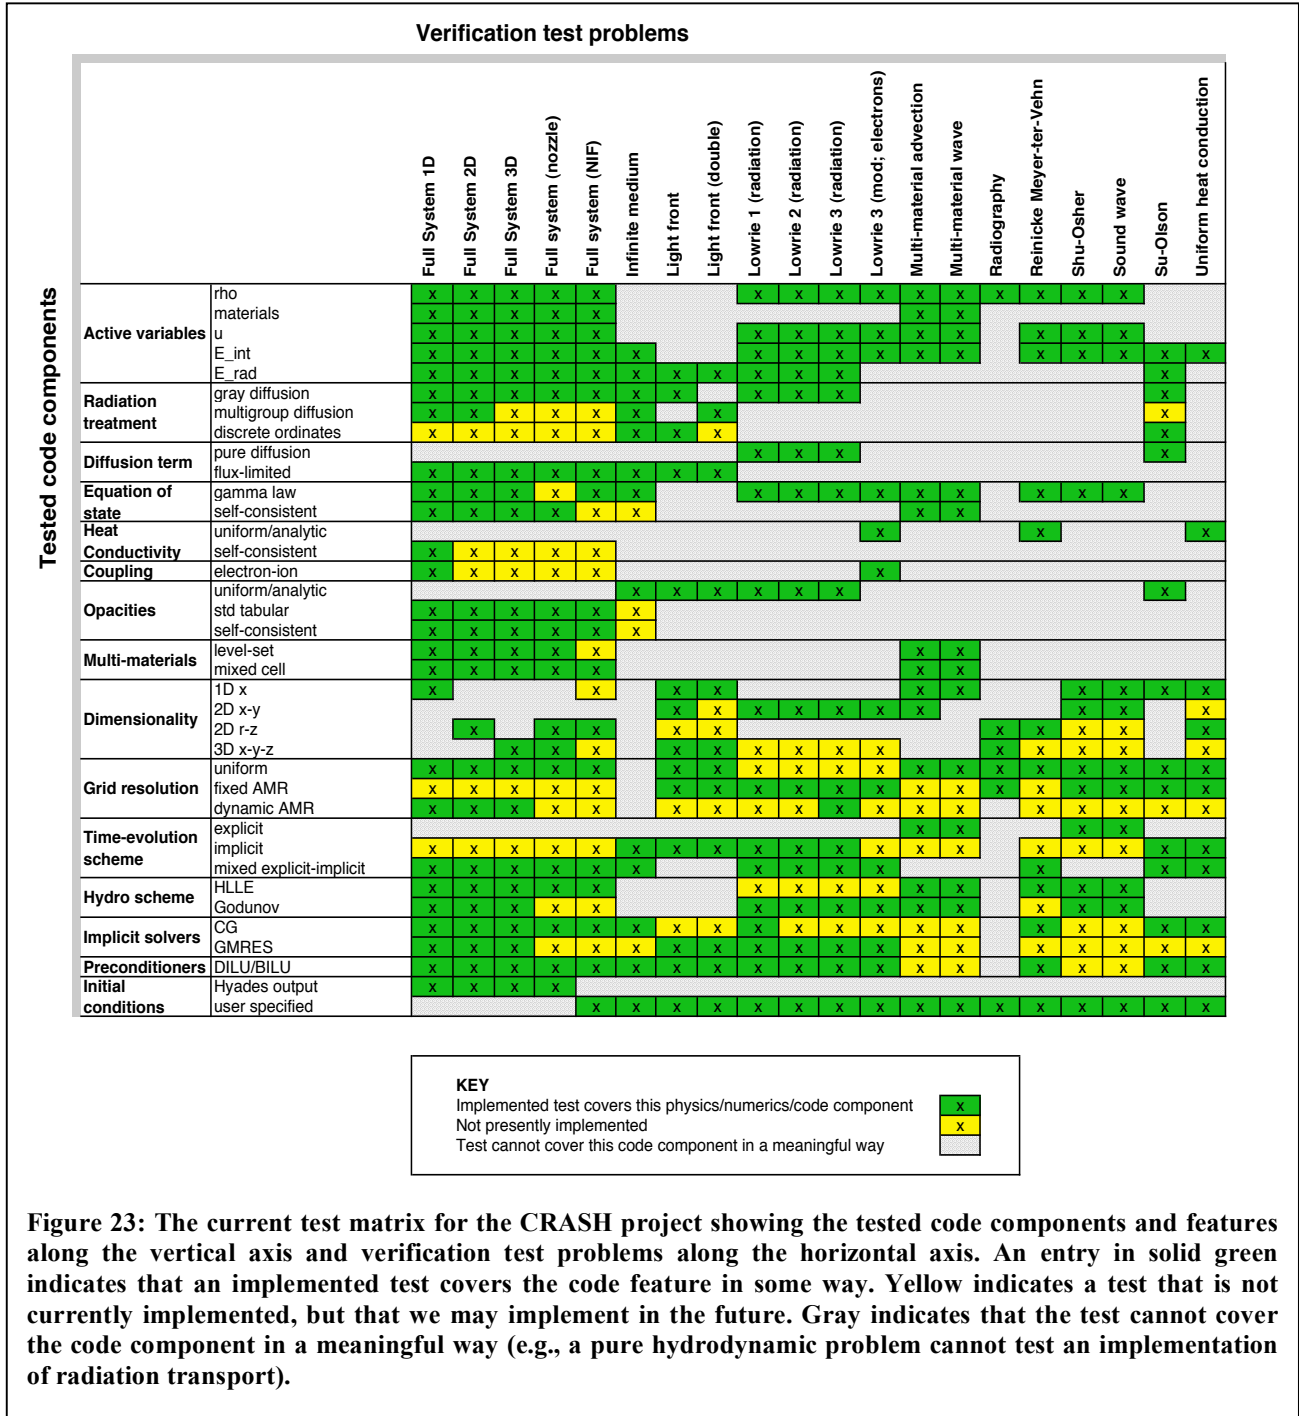 Verification test problems
Tested code components
Full System 1D
Full System 2D
Full System 3D
Full system (nozzle)
Full system (NIF)
Infinite medium
Light front
Light front (double)
Lowrie 1 (radiation)
Lowrie 2 (radiation)
Lowrie 3 (radiation)
Lowrie 3 (mod; electrons)
Multi-material advection
Multi-material wave
Radiography
Reinicke Meyer-ter-Vehn
Shu-Osher
Sound wave
Su-Olson
Uniform heat conduction
rho x x x x x x x x x x x x x x x
materials x x x x x x x
Active variables u x x x x x x x x x x x x x x
E_int x x x x x x x x x x x x x x x x x
E_rad x x x x x x x x x x x x
Radiation gray diffusion x x x x x x x x x x x
treatment multigroup diffusion x x x x x x x x
discrete ordinates x x x x x x x x x
Diffusion term pure diffusion x x x x
flux-limited x x x x x x x x
Equation of gamma law x x x x x x x x x x x x x x x
state self-consistent x x x x x x x x
Heat uniform/analytic x x x
Conductivity self-consistent x x x x x
Coupling electron-ion x x x x x x
uniform/analytic x x x x x x x
Opacities std tabular x x x x x x
self-consistent x x x x x x
Multi-materials level-set x x x x x x x
mixed cell x x x x x x x
1D x x x x x x x x x x x
Dimensionality 2D x-y x x x x x x x x x x
2D r-z x x x x x x x x x x
3D x-y-z x x x x x x x x x x x x x x
uniform x x x x x x x x x x x x x x x x x x x
Grid resolution fixed AMR x x x x x x x x x x x x x x x x x x x
dynamic AMR x x x x x x x x x x x x x x x x x x
Time-evolution explicit x x x x
scheme implicit x x x x x x x x x x x x x x x x x x x
mixed explicit-implicit x x x x x x x x x x x x x
Hydro scheme HLLE x x x x x x x x x x x x x x
Godunov x x x x x x x x x x x x x x
Implicit solvers CG x x x x x x x x x x x x x x x x x x x
GMRES x x x x x x x x x x x x x x x x x x x
Preconditioners DILU/BILU x x x x x x x x x x x x x x x x x x x
Initial Hyades output x x x x
conditions user specified x x x x x x x x x x x x x x x x
KEY
Implemented test covers this physics/numerics/code component x
Not presently implemented x
Test cannot cover this code component in a meaningful way
Figure 23: The current test matrix for the CRASH project showing the tested code components and features
along the vertical axis and verification test problems along the horizontal axis. An entry in solid green
indicates that an implemented test covers the code feature in some way. Yellow indicates a test that is not
currently implemented, but that we may implement in the future. Gray indicates that the test cannot cover
the code component in a meaningful way (e.g., a pure hydrodynamic problem cannot test an implementation
of radiation transport).